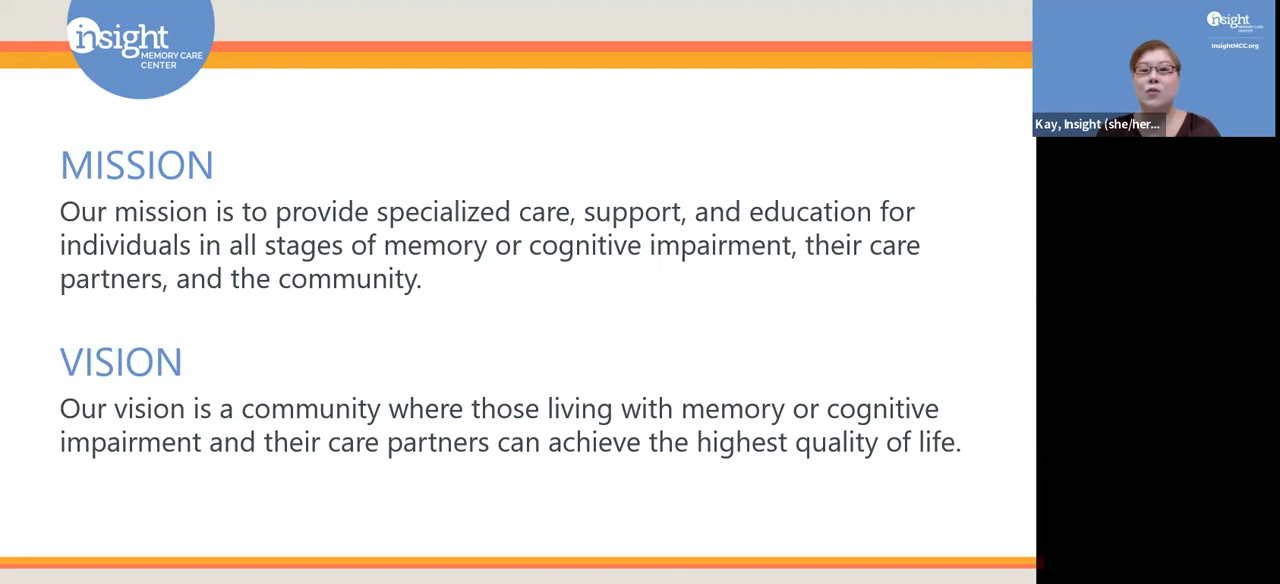 insight
MEMORY CARE
CENTER
MISSION
Our mission is to provide specialized care, support, and education for
individuals in all stages of memory or cognitive impairment, their care
partners, and the community.
VISION
Our vision is a community where those living with memory or cognitive
impairment and their care partners can achieve the highest quality of life.
insight
MEMORY CARE
CENTER
InsightMCC.org
Kay, Insight (she/her...